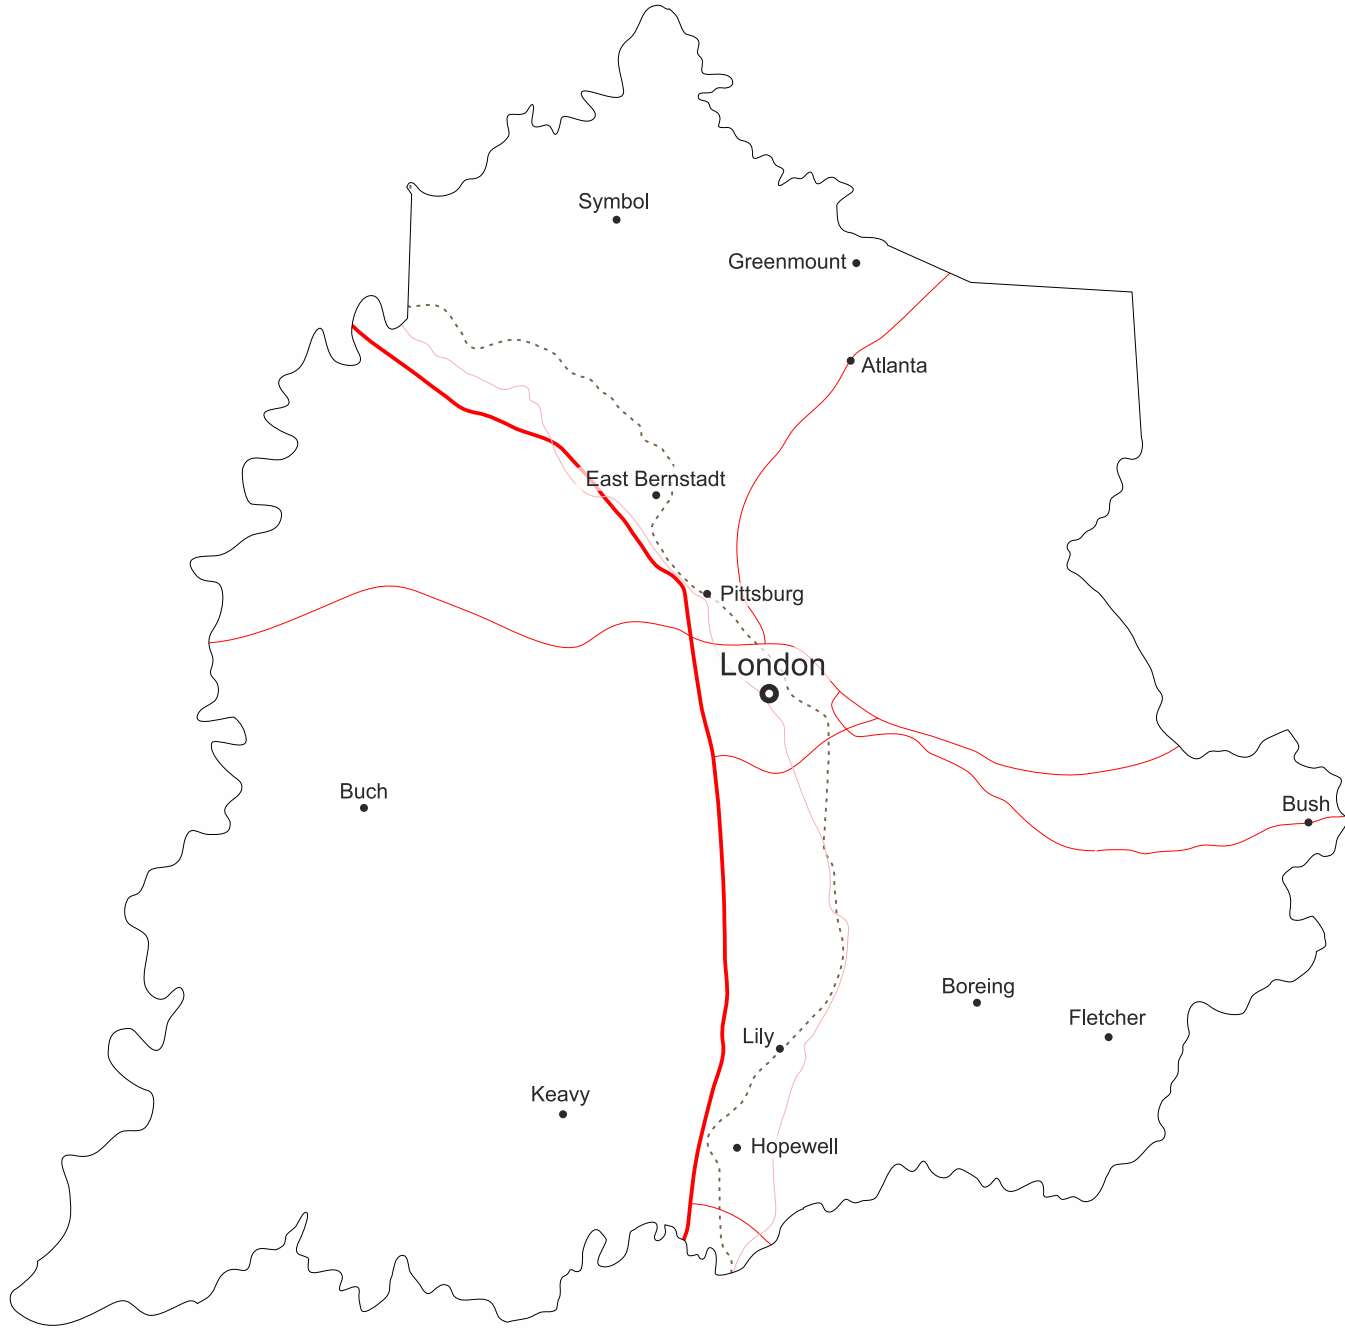 Symbol
Greenmount
Atlanta
East Bernstadt
Pittsburg
London
Buch
Bush
Boreing
Fletcher
Lily
Keavy
Hopewell